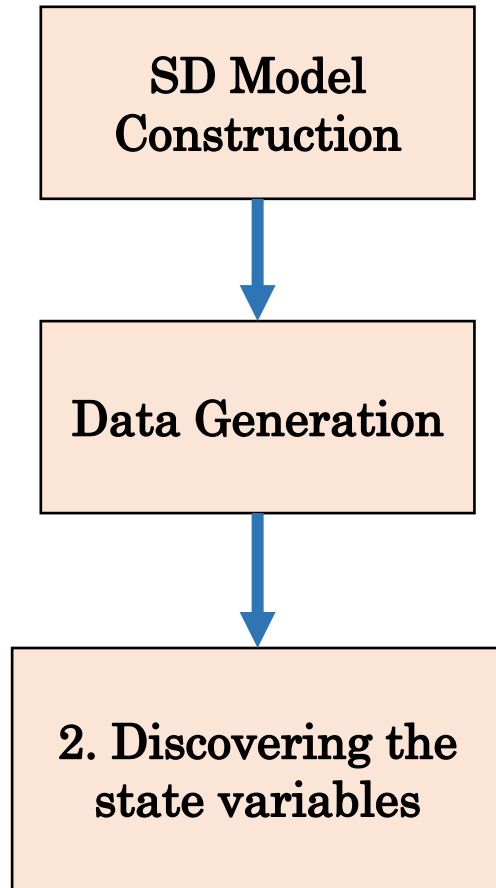 SD Model
Construction
Data Generation
2. Discovering the
state variables